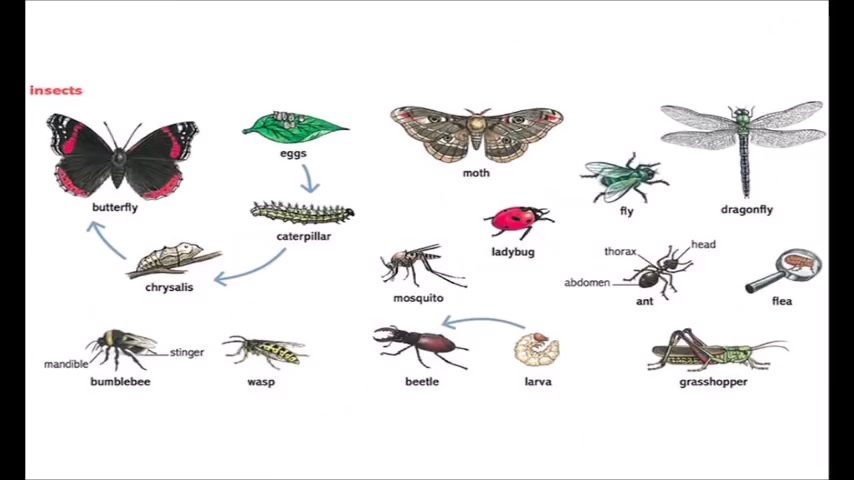 insects
butterfly
eggs
caterpillar
chrysalis
moth
fly
dragonfly
ladybug
mosquito
thorax
head
abdomen
ant
flea
mandible
stinger
bumblebee
wasp
beetle
larva
grasshopper